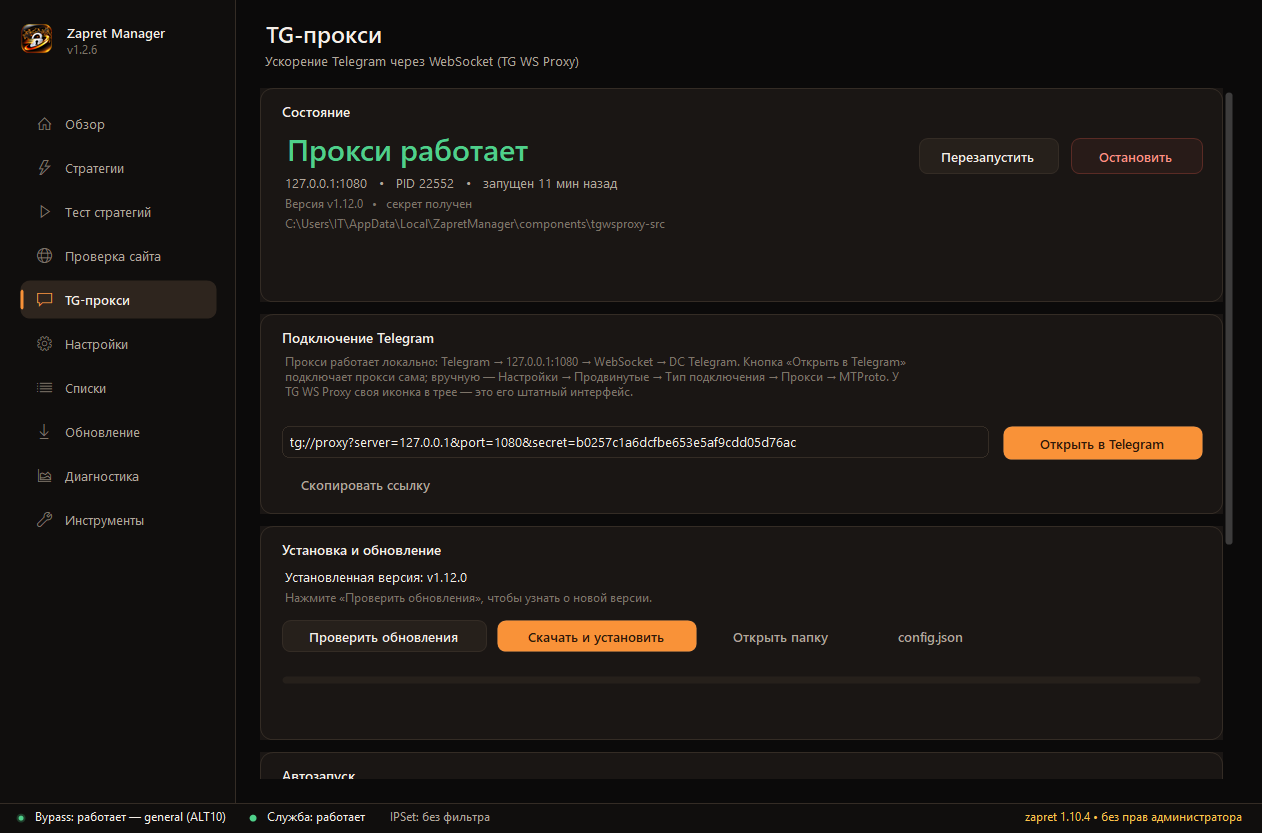 Zapret Manager
v1.2.6
Обзор
Стратегии
Тест стратегий
Проверка сайта
TG-прокси
Настройки
Списки
Обновление
Диагностика
Инструменты
TG-прокси
Ускорение Telegram через WebSocket (TG WS Proxy)
Состояние
Прокси работает
127.0.0.1:1080 • PID 22552 • запущен 11 мин назад
Версия v1.12.0 • секрет получен
C:\Users\IT\AppData\Local\ZapretManager\components\tgwsproxy-src
Перезапустить
Остановить
Подключение Telegram
Прокси работает локально: Telegram → 127.0.0.1:1080 → WebSocket → DC Telegram. Кнопка «Открыть в Telegram»
подключает прокси сама; вручную — Настройки → Продвинутые → Тип подключения → Прокси → MTProto. У
TG WS Proxy своя иконка в трее — это его штатный интерфейс.
tg://proxy?server=127.0.0.1&port=1080&secret=b0257c1a6dcfbe653e5af9cdd05d76ac
Открыть в Telegram
Скопировать ссылку
Установка и обновление
Установленная версия: v1.12.0
Нажмите «Проверить обновления», чтобы узнать о новой версии.
Проверить обновления
Скачать и установить
Открыть папку
config.json
Автозапуск
Bypass: работает — general (ALT10)
Служба: работает
IPSet: без фильтра
zapret 1.10.4 • без прав администратора